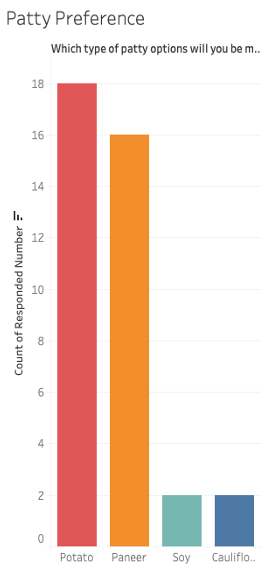 Patty Preference
Which type of patty options will you be m..
Count of Responded Number
18
16
14
12
10
8
6
4
2
0
Potato Paneer Soy Cauliflo..